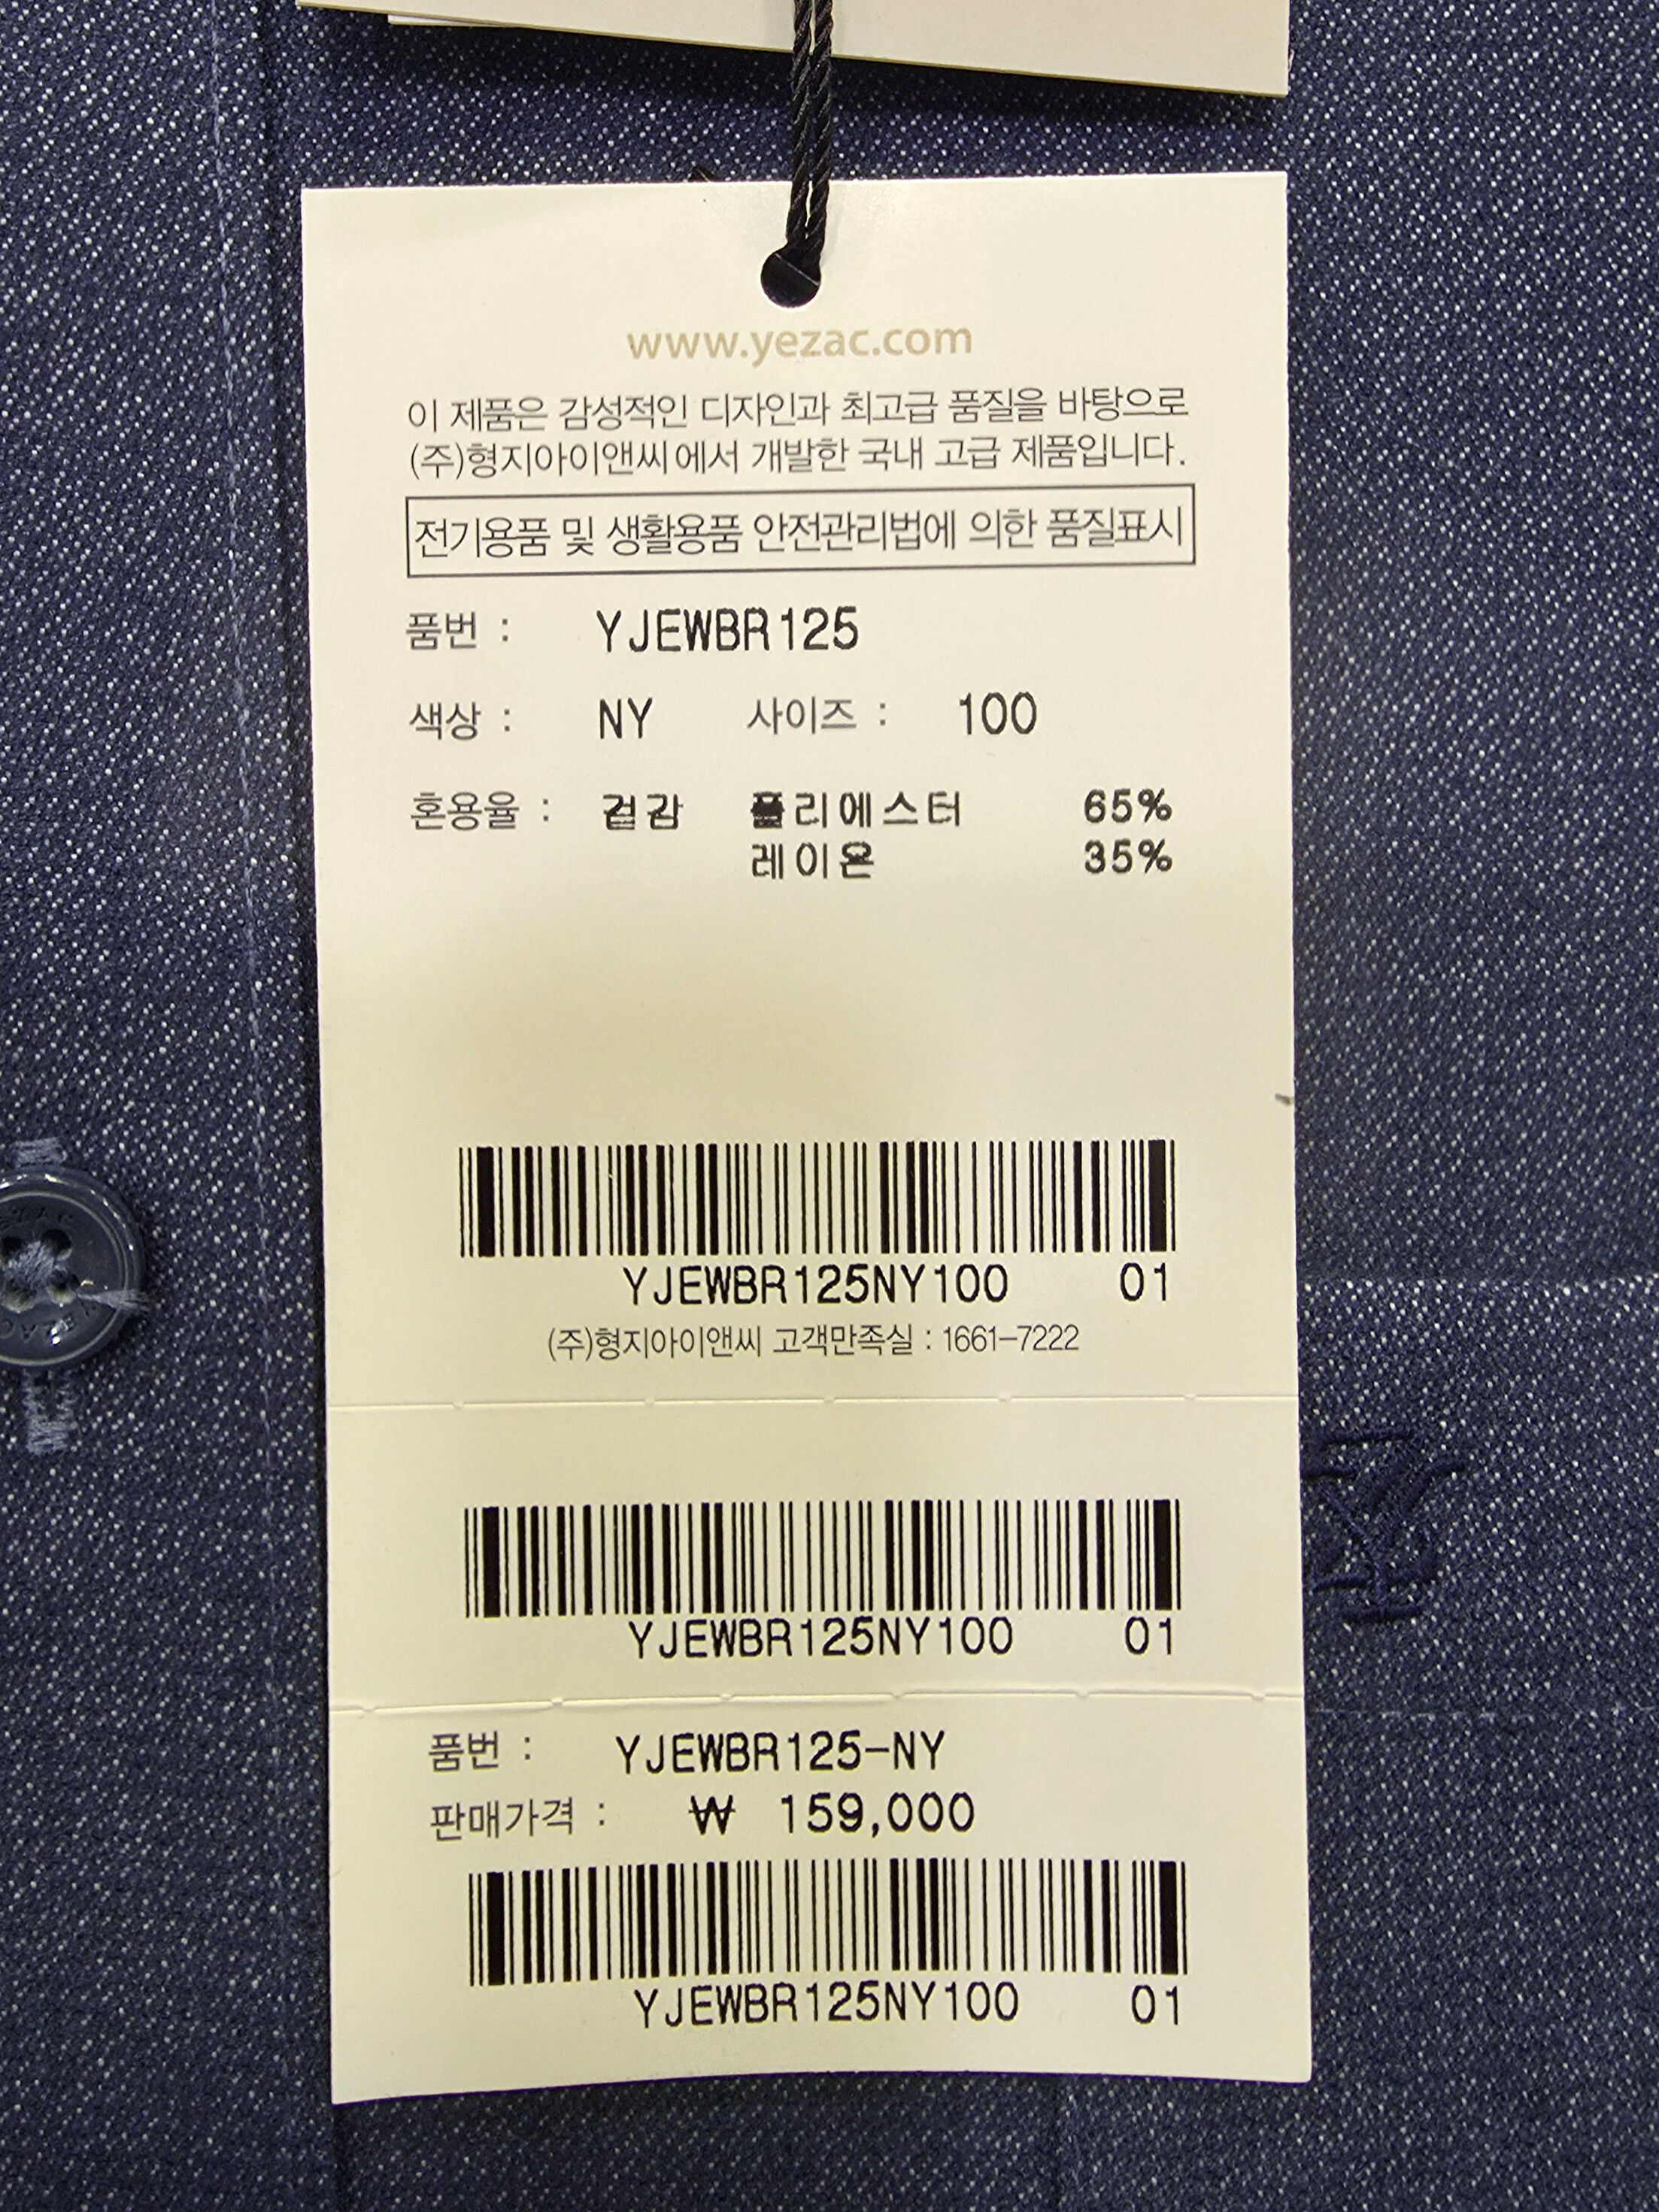 www.yezac.com
이 제품은 감성적인 디자인과 최고급 품질을 바탕으로
(주)형지아이앤씨에서 개발한 국내 고급 제품입니다.
전기용품 및 생활용품 안전관리법에 의한 품질표시
품번 : YJEWBR125
색상 : NY 사이즈 : 100
혼용율 : 겉감 폴리에스터 65%
레이온 35%
YJEWBR125NY100 01
(주)형지아이앤씨 고객만족실 : 1661-7222
YJEWBR125NY100 01
품번 : YJEWBR125-NY
판매가격 : ₩ 159,000
YJEWBR125NY100 01